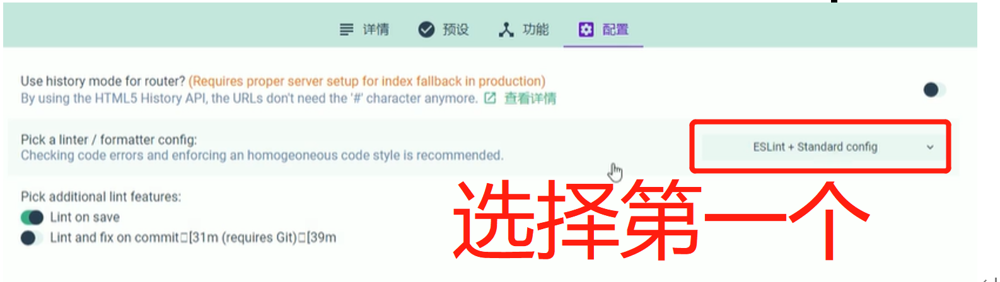 详情 预设 功能 配置
Use history mode for router? (Requires proper server setup for index fallback in production)
By using the HTML5 History API, the URLs don't need the '#' character anymore. 查看详情
Pick a linter / formatter config:
Checking code errors and enforcing an homogeoneous code style is recommended.
ESLint + Standard config
选择第一个
Pick additional lint features:
Lint on save
Lint and fix on commit□[31m (requires Git)□[39m